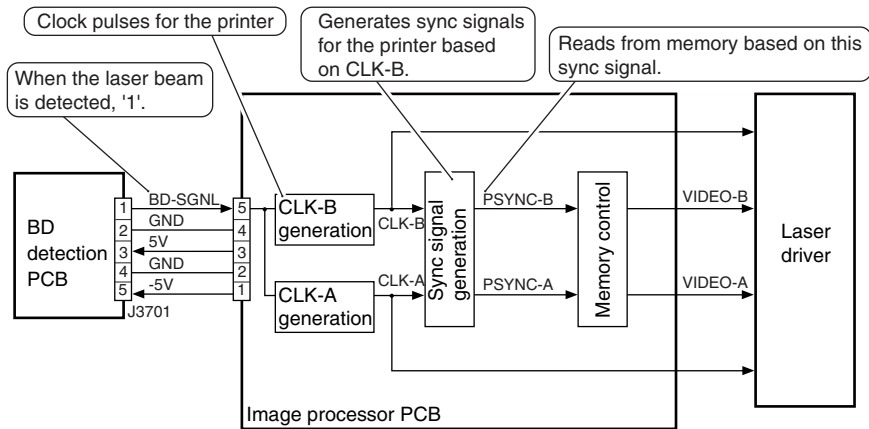 Clock pulses for the printer
Generates sync signals
for the printer based
on CLK-B.
Reads from memory based on this
sync signal.
When the laser beam
is detected, '1'.
BD
detection
PCB
1
2
3
4
5
J3701
BD-SGNL
GND
5V
GND
-5V
5
4
3
2
1
CLK-B
generation
CLK-A
generation
CLK-B
CLK-A
Sync signal
generation
PSYNC-B
PSYNC-A
Memory control
VIDEO-B
VIDEO-A
Laser
driver
Image processor PCB